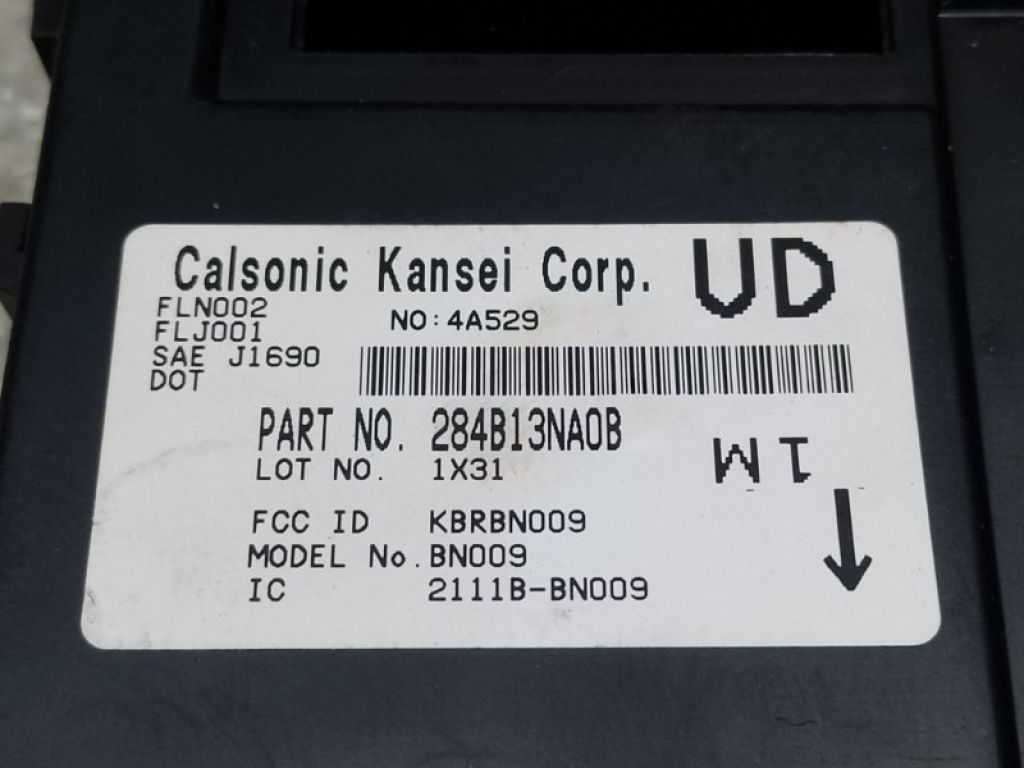 Calsonic Kansei Corp. UD
FLN002
FLJ001
NO:4A529
SAE J1690
DOT
PART NO. 284B13NA0B
LOT NO. 1X31
1M
FCC ID KBRBN009
MODEL No. BN009
IC 2111B-BN009